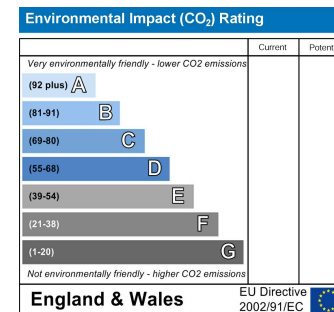 Environmental Impact (CO₂) Rating
Current Potent
Very environmentally friendly - lower CO2 emissions
(92 plus) A
(81-91) B
(69-80) C
(55-68) D
(39-54) E
(21-38) F
(1-20) G
Not environmentally friendly - higher CO2 emissions
England & Wales
EU Directive
2002/91/EC